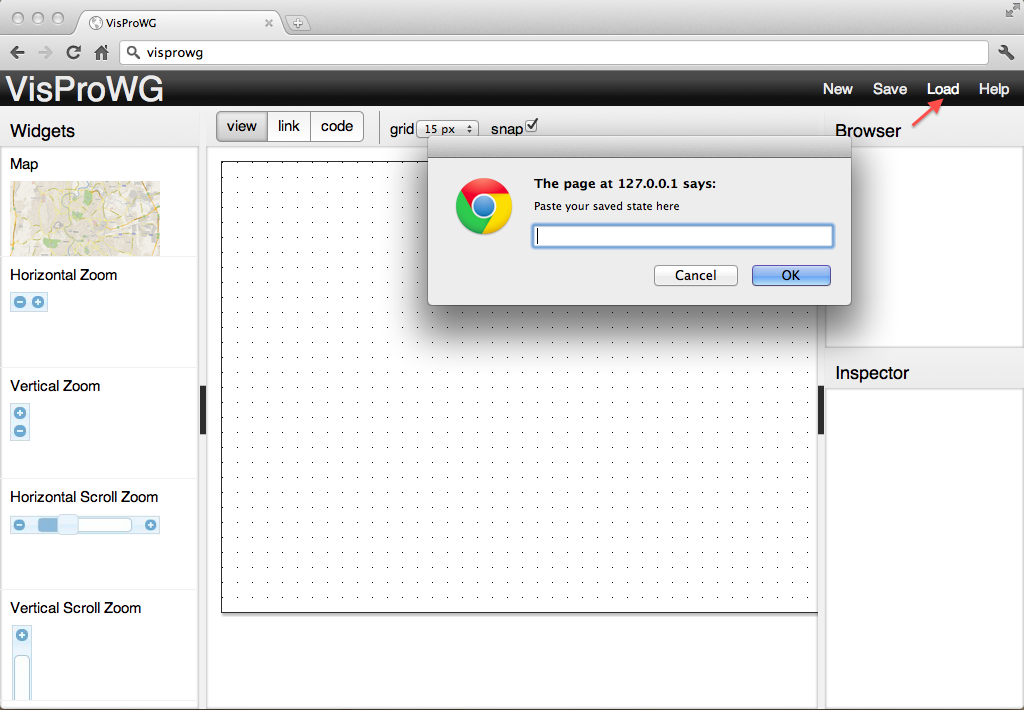 VisProWG
visprowg
VisProWG
New Save Load Help
Widgets
view link code
grid 15 px snap
Browser
Map
The page at 127.0.0.1 says:
Paste your saved state here
Cancel OK
Horizontal Zoom
Vertical Zoom
Inspector
Horizontal Scroll Zoom
Vertical Scroll Zoom